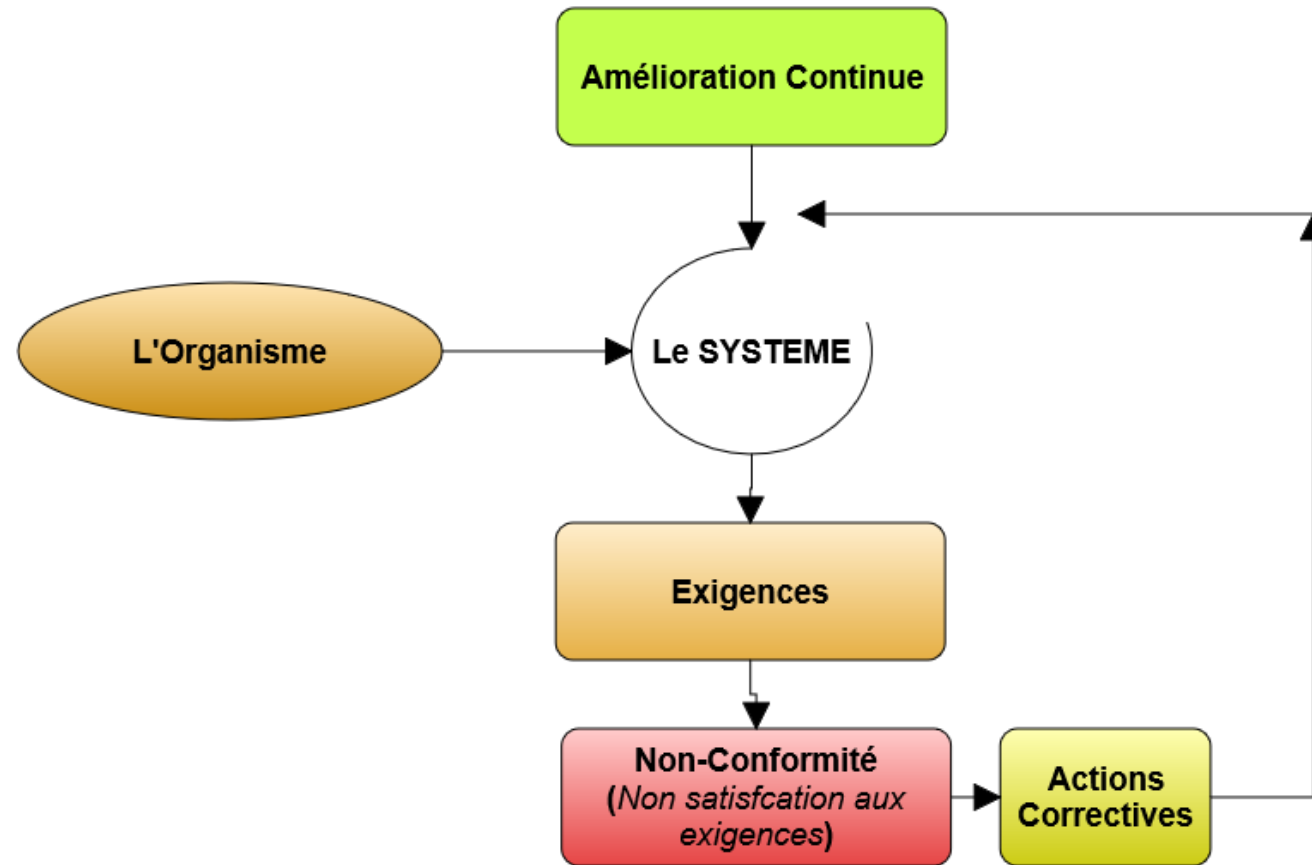 Amélioration Continue
L'Organisme
Le SYSTEME
Exigences
Non-Conformité
(Non satisfcation aux
exigences)
Actions
Correctives